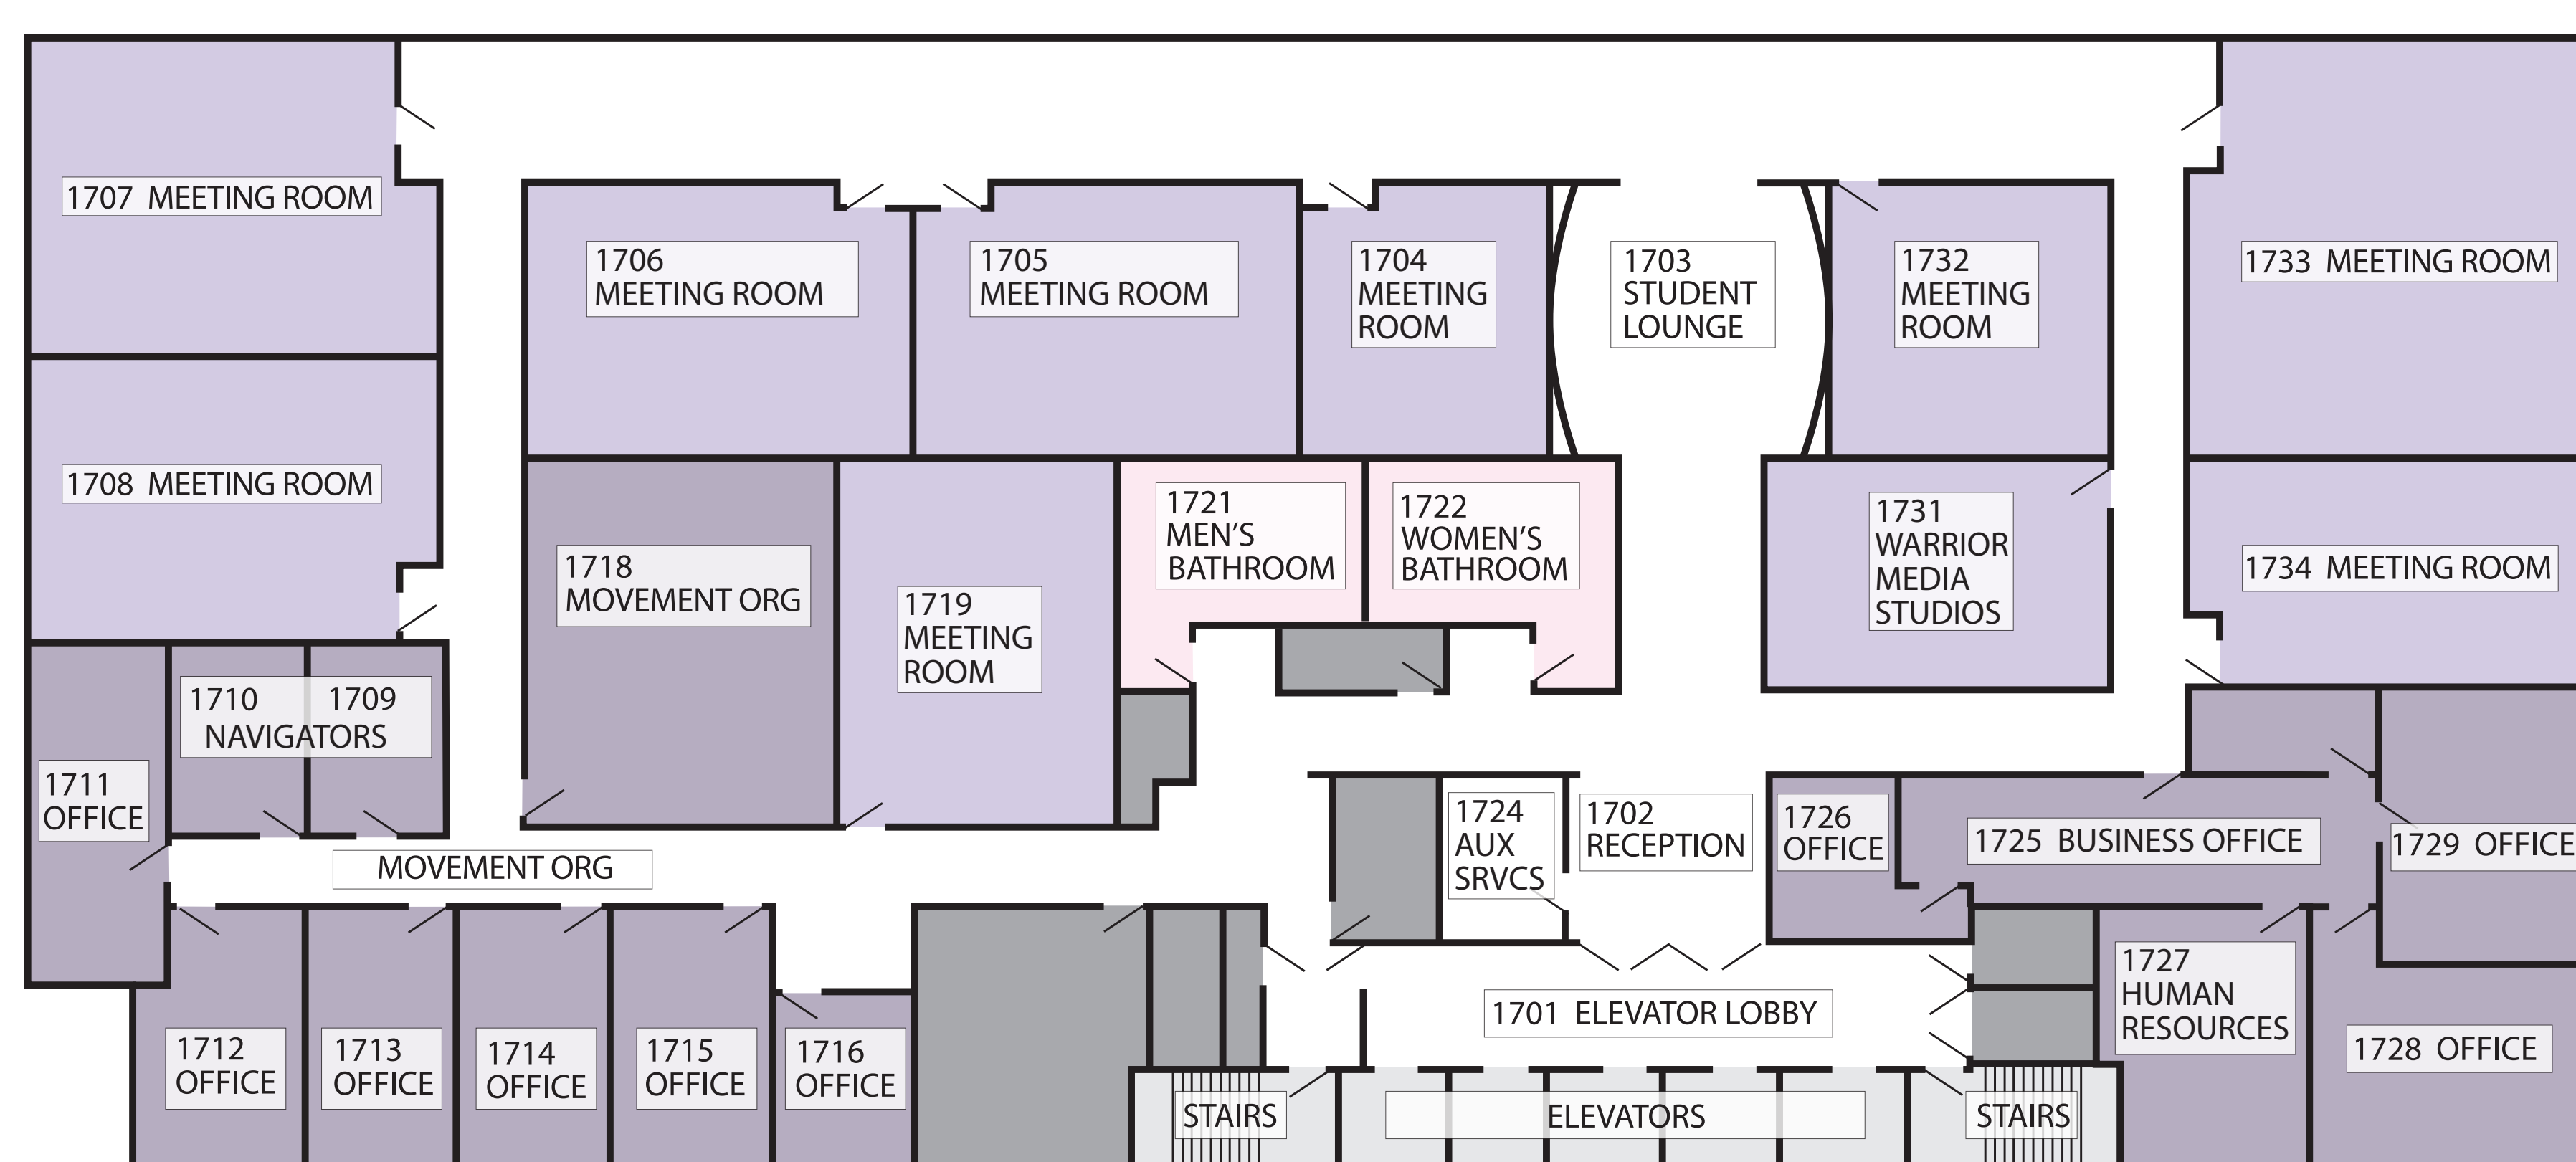 1707 MEETING ROOM
1706
MEETING ROOM
1705
MEETING ROOM
1704
MEETING
ROOM
1703
STUDENT
LOUNGE
1732
MEETING
ROOM
1733 MEETING ROOM
1708 MEETING ROOM
1718
MOVEMENT ORG
1719
MEETING
ROOM
1721
MEN'S
BATHROOM
1722
WOMEN'S
BATHROOM
1731
WARRIOR
MEDIA
STUDIOS
1734 MEETING ROOM
1710 1709
NAVIGATORS
1711
OFFICE
MOVEMENT ORG
1724
AUX
SRVCS
1702
RECEPTION
1726
OFFICE
1725 BUSINESS OFFICE
1729 OFFICE
1712
OFFICE
1713
OFFICE
1714
OFFICE
1715
OFFICE
1716
OFFICE
1701 ELEVATOR LOBBY
1727
HUMAN
RESOURCES
1728 OFFICE
STAIRS
ELEVATORS
STAIRS